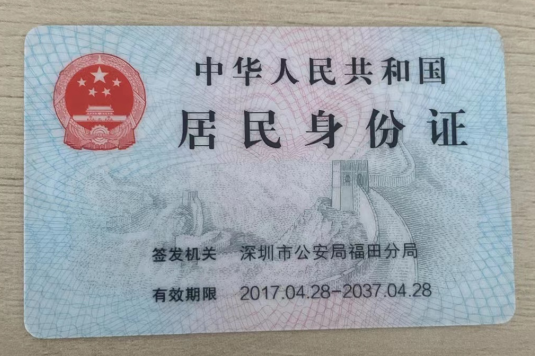 中华人民共和国
居民身份证
签发机关 深圳市公安局福田分局
有效期限 2017.04.28-2037.04.28